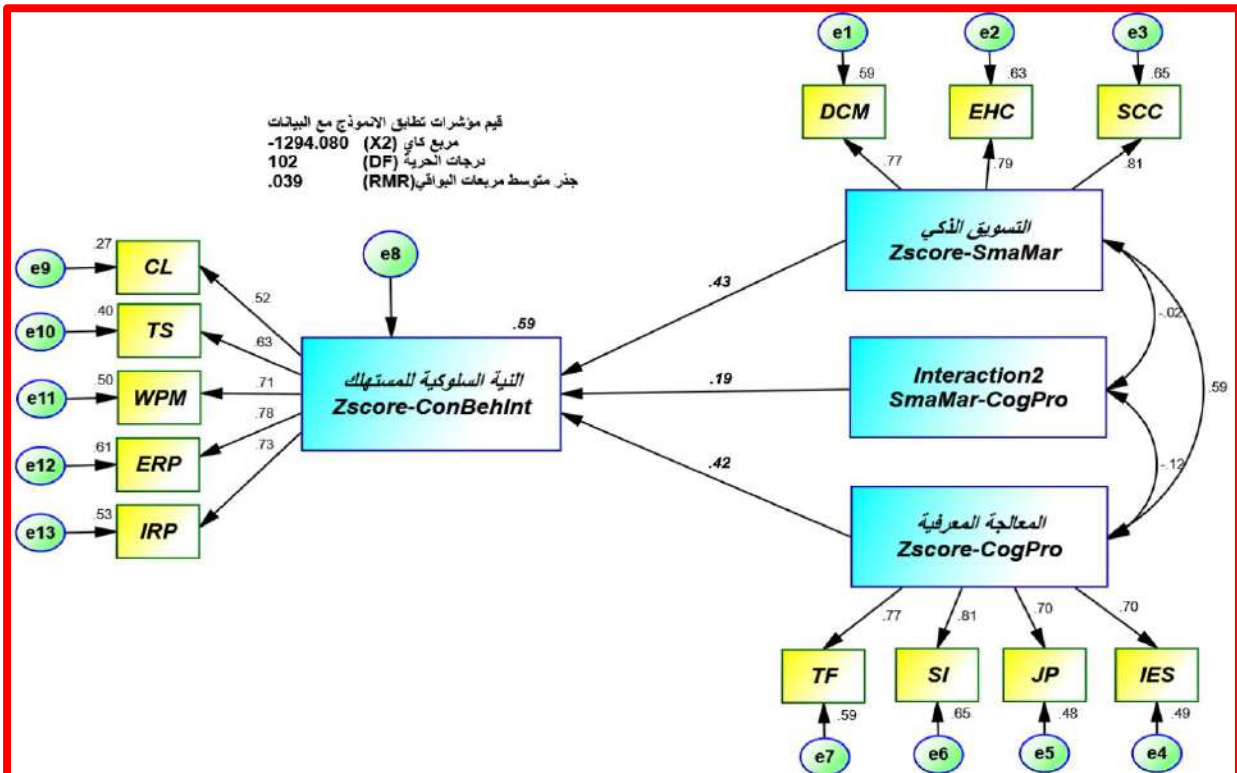 e1
e2
e3
.59
.63
.65
DCM
EHC
SCC
قيم مؤشرات تطابق الانموذج مع البيانات
مربع كاي (X2) -1294.080
درجات الحرية (DF) 102
جذر متوسط مربعات البواقي(RMR) .039
.77
.79
.81
التسويق الذكي
Zscore-SmaMar
e8
e9
.27
CL
.52
.43
-.02
e10
.40
TS
.63
.59
النية السلوكية للمستهلك
Zscore-ConBehInt
.19
Interaction2
SmaMar-CogPro
.59
e11
.50
WPM
.71
e12
.61
ERP
.78
.42
-.12
e13
.53
IRP
.73
المعالجة المعرفية
Zscore-CogPro
.77
.81
.70
.70
TF
SI
JP
IES
.59
.65
.48
.49
e7
e6
e5
e4